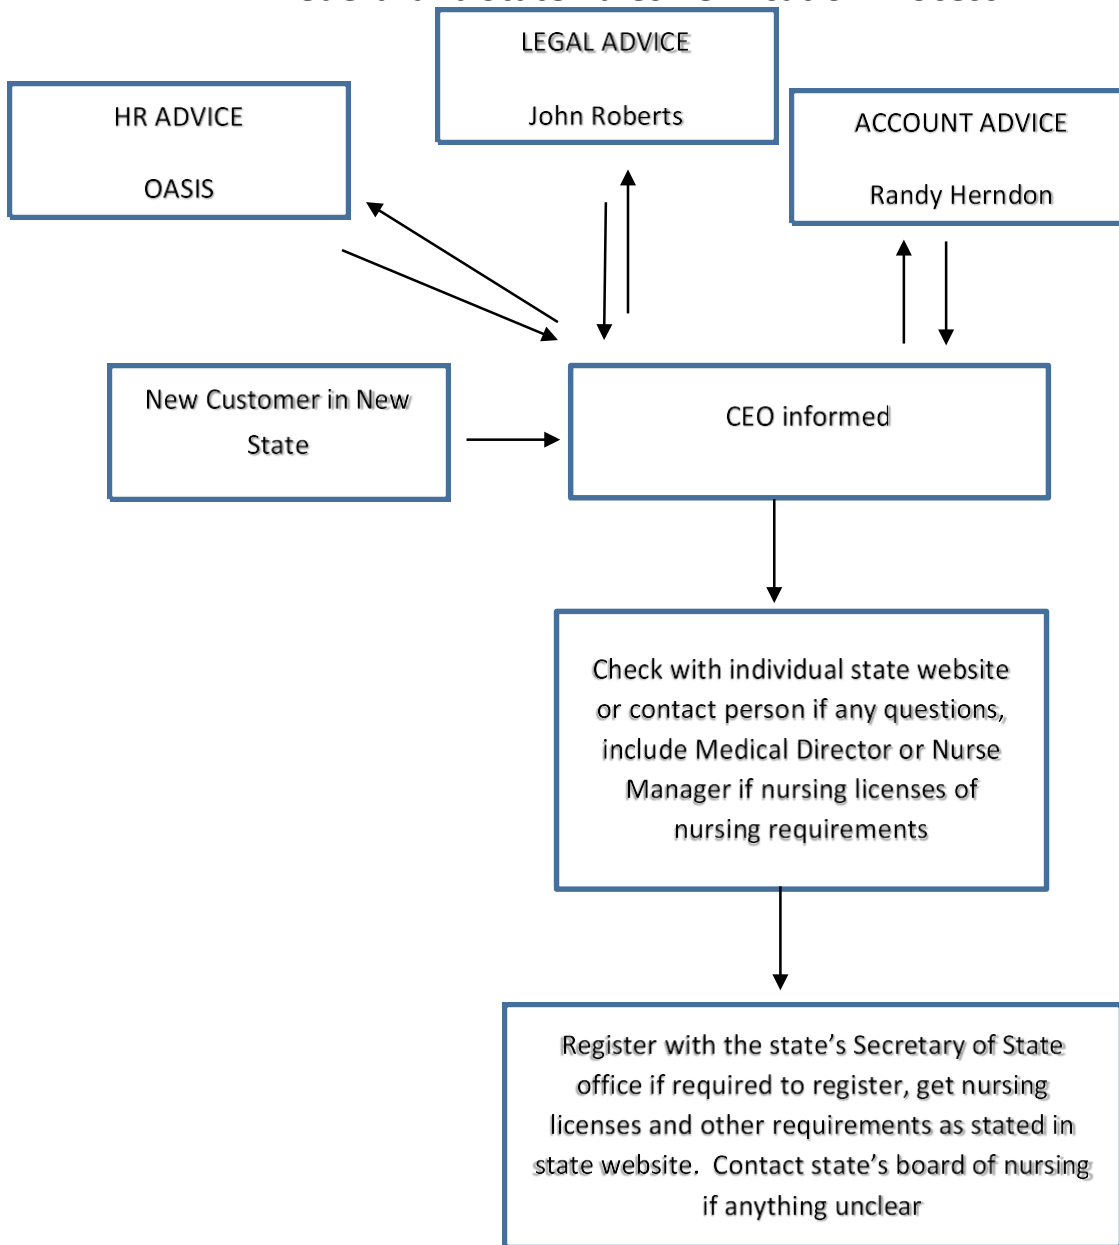 LEGAL ADVICE
John Roberts
HR ADVICE
OASIS
ACCOUNT ADVICE
Randy Herndon
New Customer in New
State
CEO informed
Check with individual state website
or contact person if any questions,
include Medical Director or Nurse
Manager if nursing licenses of
nursing requirements
Register with the state’s Secretary of State
office if required to register, get nursing
licenses and other requirements as stated in
state website.  Contact state’s board of nursing
if anything unclear